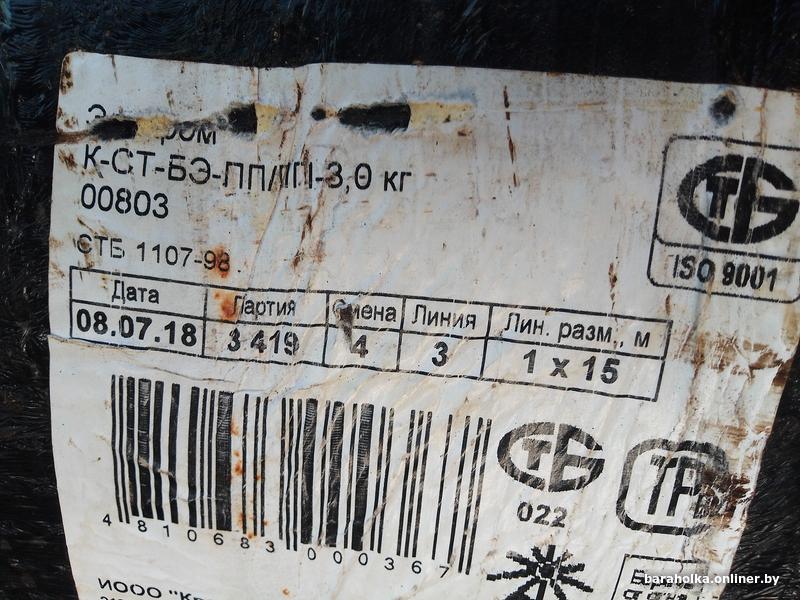 К-СТ-БЭ-ПП/ПП-3,0 кг
00803
СТБ 1107-98
ISO 9001
Дата Партия Смена Линия Лин. разм., м
08.07.18 3 419 4 3 1 х 15
022
4810683000367
ИООО
baraholka.onliner.by